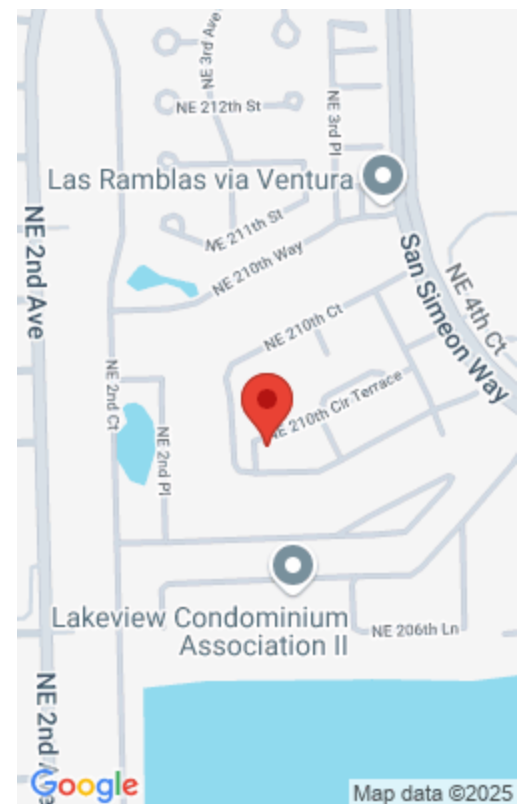 NE 3rd Ave
NE 212th St
NE 3rd Pl
Las Ramblas via Ventura
NE 2nd Ave
NE 211th St
NE 210th Way
San Simeon Way
NE 4th Ct
NE 210th Ct
NE 2nd Ct
NE 210th Cir Terrace
NE 2nd Pl
Lakeview Condominium
Association II
NE 206th Ln
NE 2nd A
Google
Map data ©2025